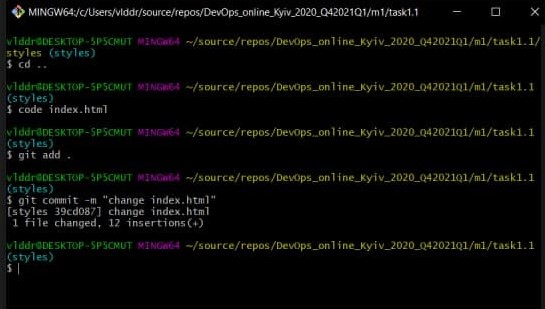 MINGW64:/c/Users/vlddr/source/repos/DevOps_online_Kyiv_2020_Q42021Q1/m1/task1.1
vlddr@DESKTOP-5P5CMUT MINGW64 ~/source/repos/DevOps_online_Kyiv_2020_Q42021Q1/m1/task1.1/
styles (styles)
$ cd ..
vlddr@DESKTOP-5P5CMUT MINGW64 ~/source/repos/DevOps_online_Kyiv_2020_Q42021Q1/m1/task1.1
(styles)
$ code index.html
vlddr@DESKTOP-5P5CMUT MINGW64 ~/source/repos/DevOps_online_Kyiv_2020_Q42021Q1/m1/task1.1
(styles)
$ git add .
vlddr@DESKTOP-5P5CMUT MINGW64 ~/source/repos/DevOps_online_Kyiv_2020_Q42021Q1/m1/task1.1
(styles)
$ git commit -m "change index.html"
[styles 39cd087] change index.html
1 file changed, 12 insertions(+)
vlddr@DESKTOP-5P5CMUT MINGW64 ~/source/repos/DevOps_online_Kyiv_2020_Q42021Q1/m1/task1.1
(styles)
$